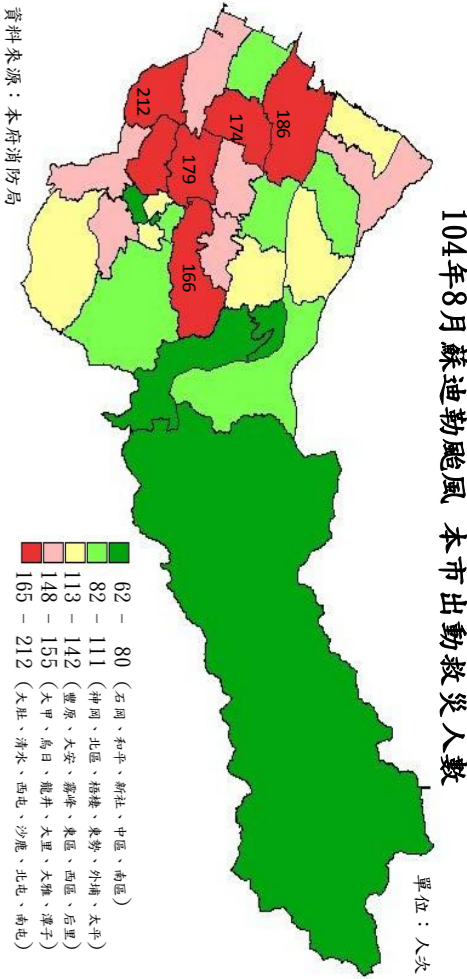 104年8月蘇迪勒颱風 本市出動救災人數
單位：人次
186
174
212
179
166
62 - 80 (石岡、和平、新社、中區、南區)
82 - 111 (神岡、北區、梧棲、東勢、外埔、太平)
113 - 142 (豐原、大安、霧峰、東區、西區、后里)
148 - 155 (大甲、烏日、龍井、大里、大雅、潭子)
165 - 212 (大肚、清水、西屯、沙鹿、北屯、南屯)
資料來源：本府消防局